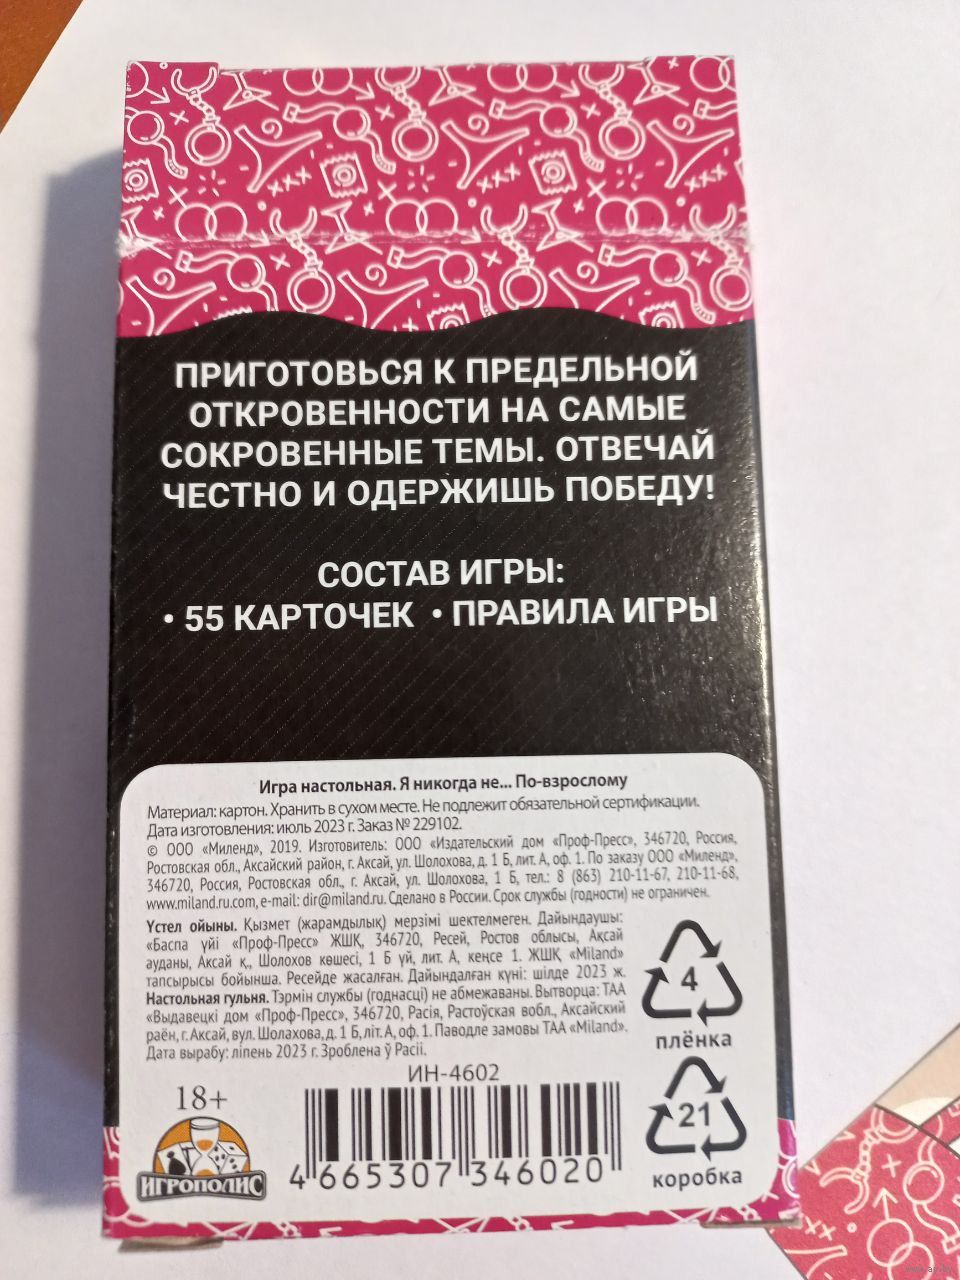 ПРИГОТОВЬСЯ К ПРЕДЕЛЬНОЙ
ОТКРОВЕННОСТИ НА САМЫЕ
СОКРОВЕННЫЕ ТЕМЫ. ОТВЕЧАЙ
ЧЕСТНО И ОДЕРЖИШЬ ПОБЕДУ!
СОСТАВ ИГРЫ:
• 55 КАРТОЧЕК • ПРАВИЛА ИГРЫ
Игра настольная. Я никогда не... По-взрослому
Материал: картон. Хранить в сухом месте. Не подлежит обязательной сертификации.
Дата изготовления: июль 2023 г. Заказ № 229102.
© ООО «Миленд», 2019. Изготовитель: ООО «Издательский дом «Проф-Пресс», 346720, Россия,
Ростовская обл., Аксайский район, г. Аксай, ул. Шолохова, д. 1 Б, лит. А, оф. 1. По заказу ООО «Миленд»,
346720, Россия, Ростовская обл., г. Аксай, ул. Шолохова, 1 Б, тел.: 8 (863) 210-11-67, 210-11-68,
www.miland.ru.com, e-mail: dir@miland.ru. Сделано в России. Срок службы (годности) не ограничен.
Үстел ойыны. Қызмет (жарамдылық) мерзімі шектелмеген. Дайындаушы:
«Баспа үйі «Проф-Пресс» ЖШҚ, 346720, Ресей, Ростов облысы, Ақсай
ауданы, Аксай қ., Шолохов көшесі, 1 Б үй, лит. А, кеңсе 1. ЖШҚ «Miland»
тапсырысы бойынша. Ресейде жасалған. Дайындалған күні: шілде 2023 ж.
Настольная гульня. Тэрмін службы (годнасці) не абмежаваны. Вытворца: ТАА
«Выдавецкі дом «Проф-Пресс», 346720, Расія, Растоўская вобл., Аксайский
раён, г. Аксай, вул. Шолахова, д. 1 Б, літ. А, оф. 1. Паводле замовы ТАА «Miland».
Дата вырабу: ліпень 2023 г. Зроблена ў Расіі.
4
плёнка
ИН-4602
18+
ИГРОПОЛИС
4 665307 346020
21
коробка